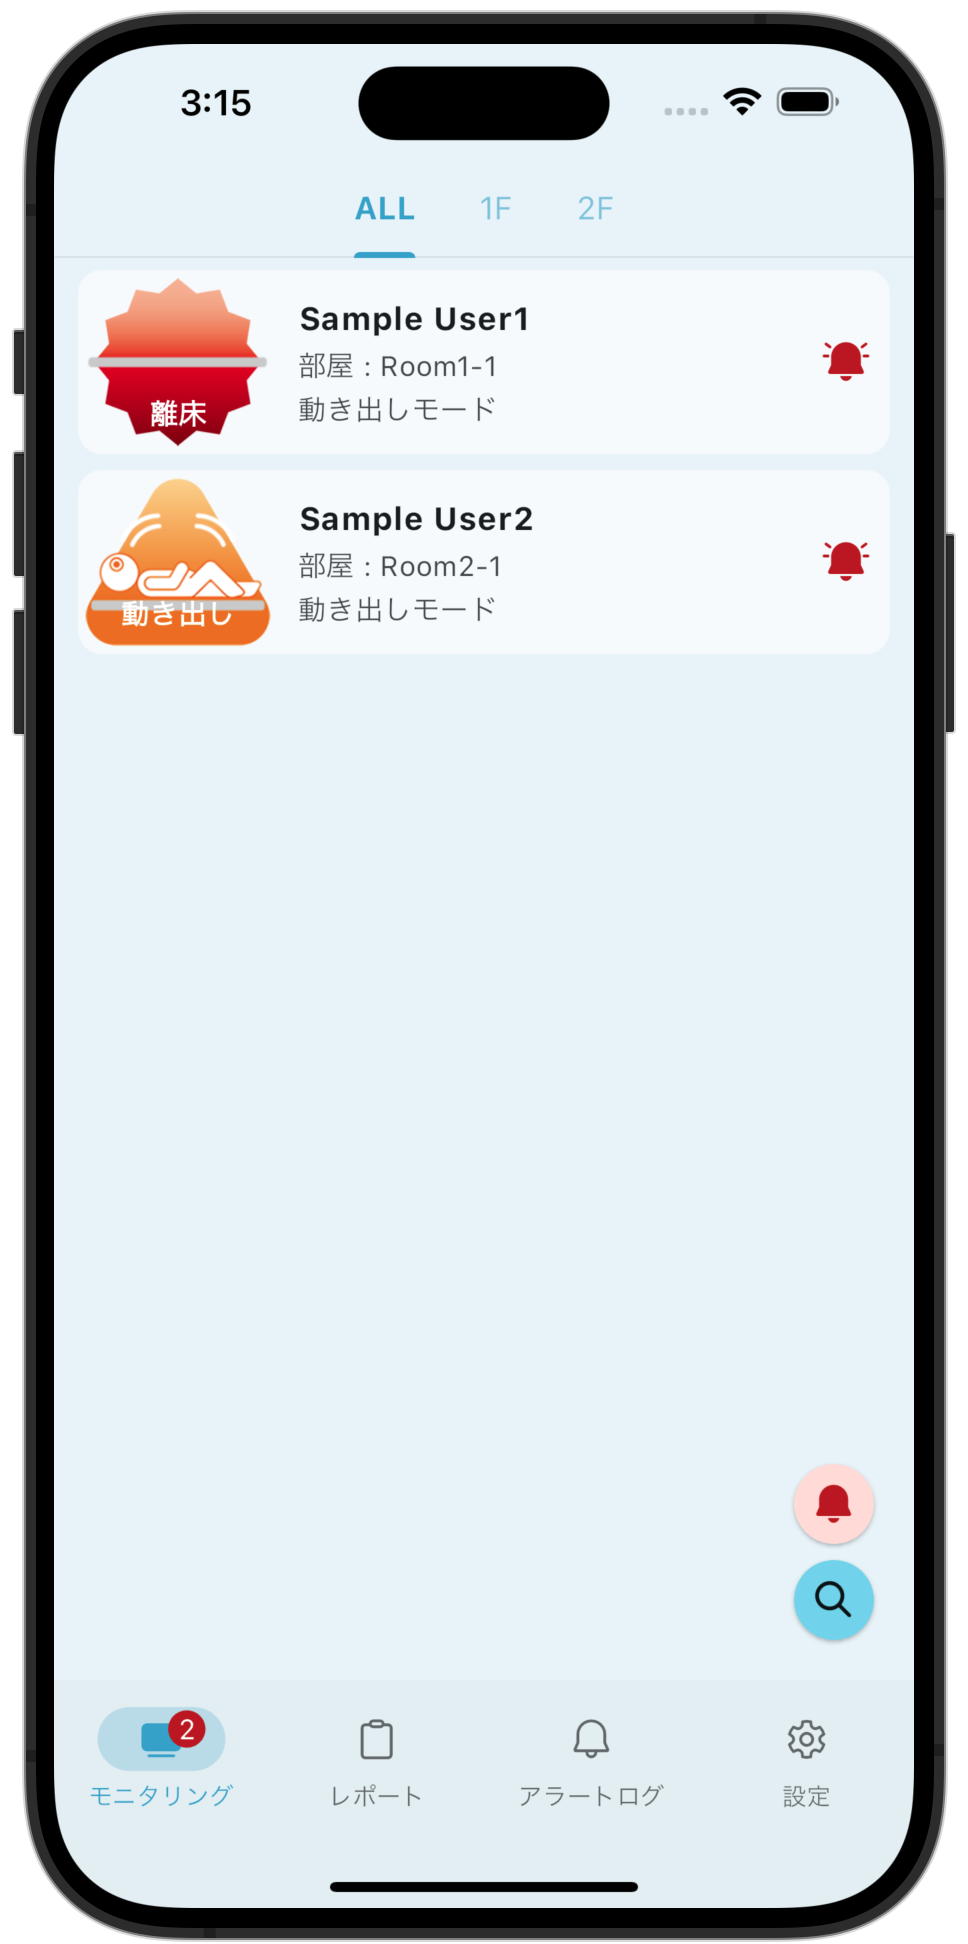 3:15
ALL 1F 2F
離床
Sample User1
部屋 : Room1-1
動き出しモード
動き出し
Sample User2
部屋 : Room2-1
動き出しモード
2
モニタリング レポート アラートログ 設定